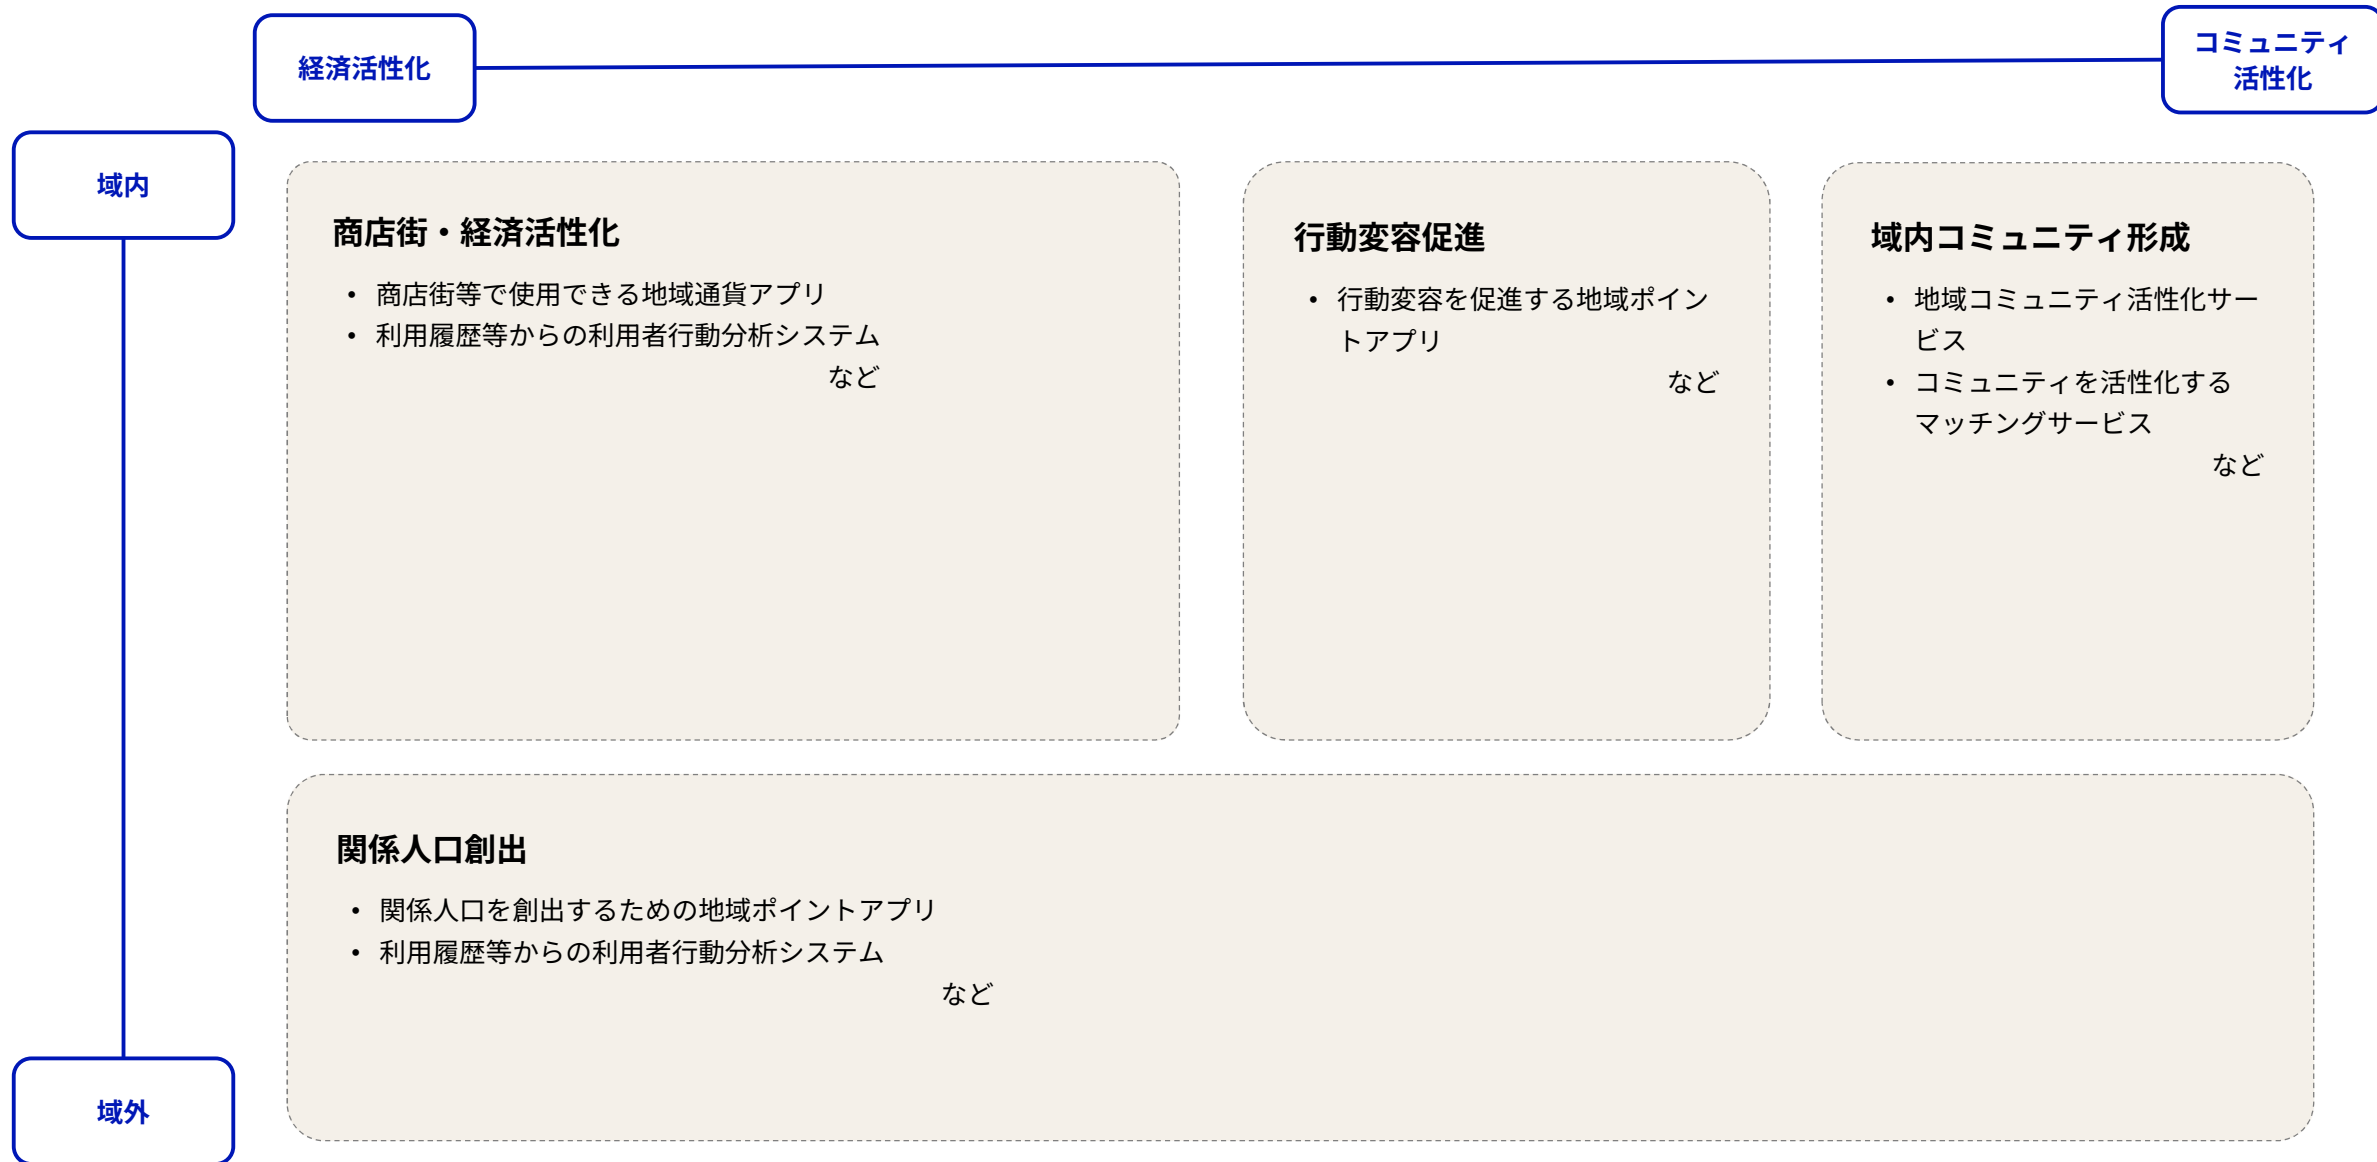 経済活性化
コミュニティ
活性化
域内
商店街・経済活性化
• 商店街等で使用できる地域通貨アプリ
• 利用履歴等からの利用者行動分析システム
など
行動変容促進
• 行動変容を促進する地域ポイン
トアプリ
など
域内コミュニティ形成
• 地域コミュニティ活性化サー
ビス
• コミュニティを活性化する
マッチングサービス
など
関係人口創出
• 関係人口を創出するための地域ポイントアプリ
• 利用履歴等からの利用者行動分析システム
など
域外